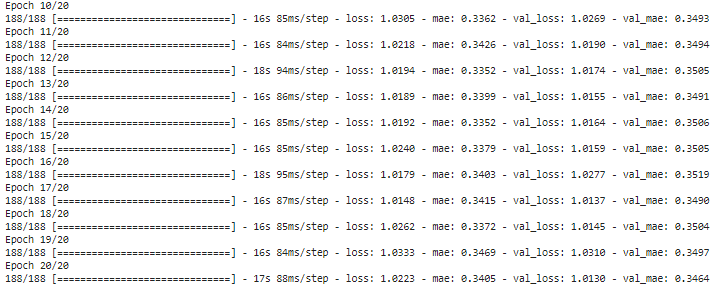 Epoch 10/20
188/188 [==============================] - 16s 85ms/step - loss: 1.0305 - mae: 0.3362 - val_loss: 1.0269 - val_mae: 0.3493
Epoch 11/20
188/188 [==============================] - 16s 84ms/step - loss: 1.0218 - mae: 0.3426 - val_loss: 1.0190 - val_mae: 0.3494
Epoch 12/20
188/188 [==============================] - 18s 94ms/step - loss: 1.0194 - mae: 0.3352 - val_loss: 1.0174 - val_mae: 0.3505
Epoch 13/20
188/188 [==============================] - 16s 86ms/step - loss: 1.0189 - mae: 0.3399 - val_loss: 1.0155 - val_mae: 0.3491
Epoch 14/20
188/188 [==============================] - 16s 85ms/step - loss: 1.0192 - mae: 0.3352 - val_loss: 1.0164 - val_mae: 0.3506
Epoch 15/20
188/188 [==============================] - 16s 85ms/step - loss: 1.0240 - mae: 0.3379 - val_loss: 1.0159 - val_mae: 0.3505
Epoch 16/20
188/188 [==============================] - 18s 95ms/step - loss: 1.0179 - mae: 0.3403 - val_loss: 1.0277 - val_mae: 0.3519
Epoch 17/20
188/188 [==============================] - 16s 87ms/step - loss: 1.0148 - mae: 0.3415 - val_loss: 1.0137 - val_mae: 0.3490
Epoch 18/20
188/188 [==============================] - 16s 85ms/step - loss: 1.0262 - mae: 0.3372 - val_loss: 1.0145 - val_mae: 0.3504
Epoch 19/20
188/188 [==============================] - 16s 84ms/step - loss: 1.0333 - mae: 0.3469 - val_loss: 1.0310 - val_mae: 0.3497
Epoch 20/20
188/188 [==============================] - 17s 88ms/step - loss: 1.0223 - mae: 0.3405 - val_loss: 1.0130 - val_mae: 0.3464